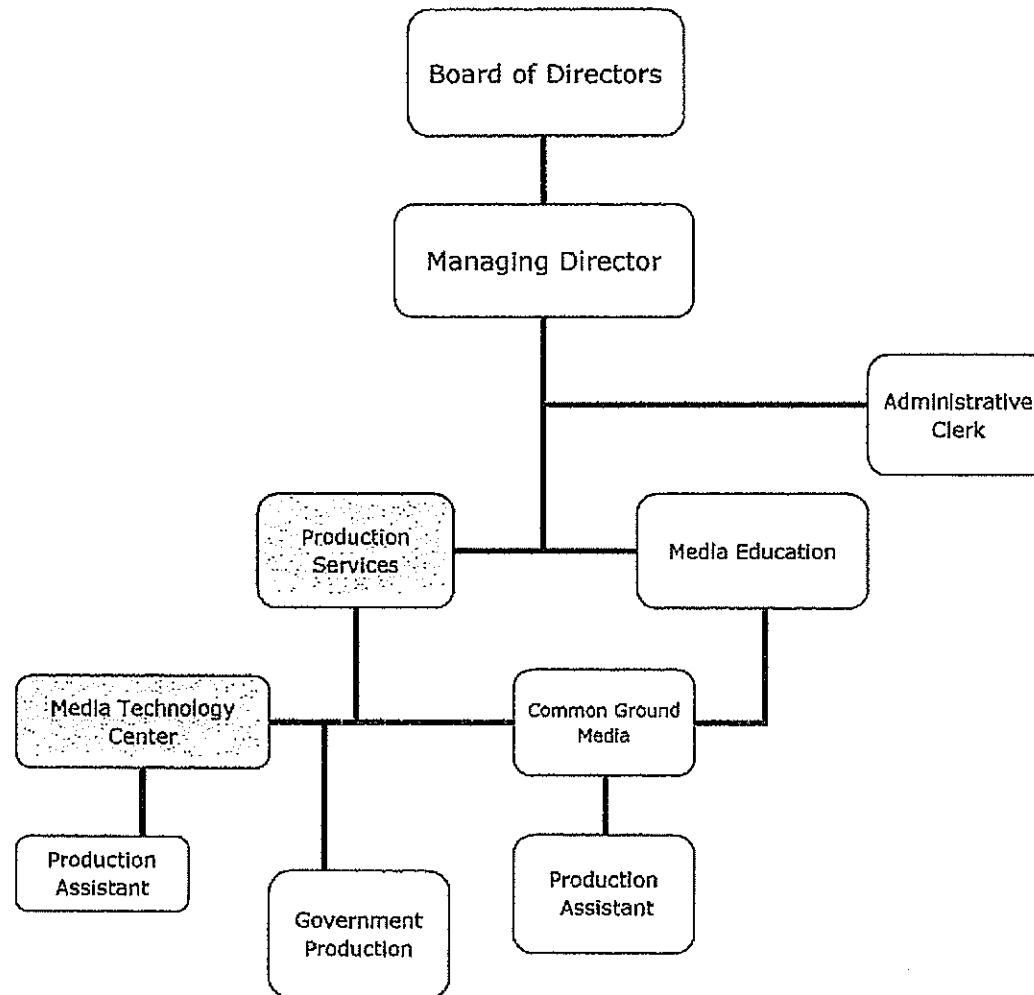 Board of Directors
Managing Director
Administrative
Clerk
Production
Services
Media Education
Media Technology
Center
Common Ground
Media
Production
Assistant
Government
Production
Production
Assistant